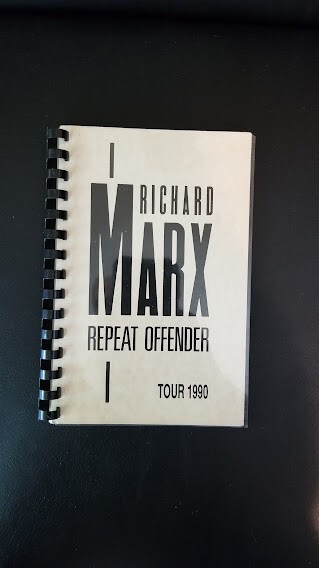 RICHARD
MARX
REPEAT OFFENDER
TOUR 1990